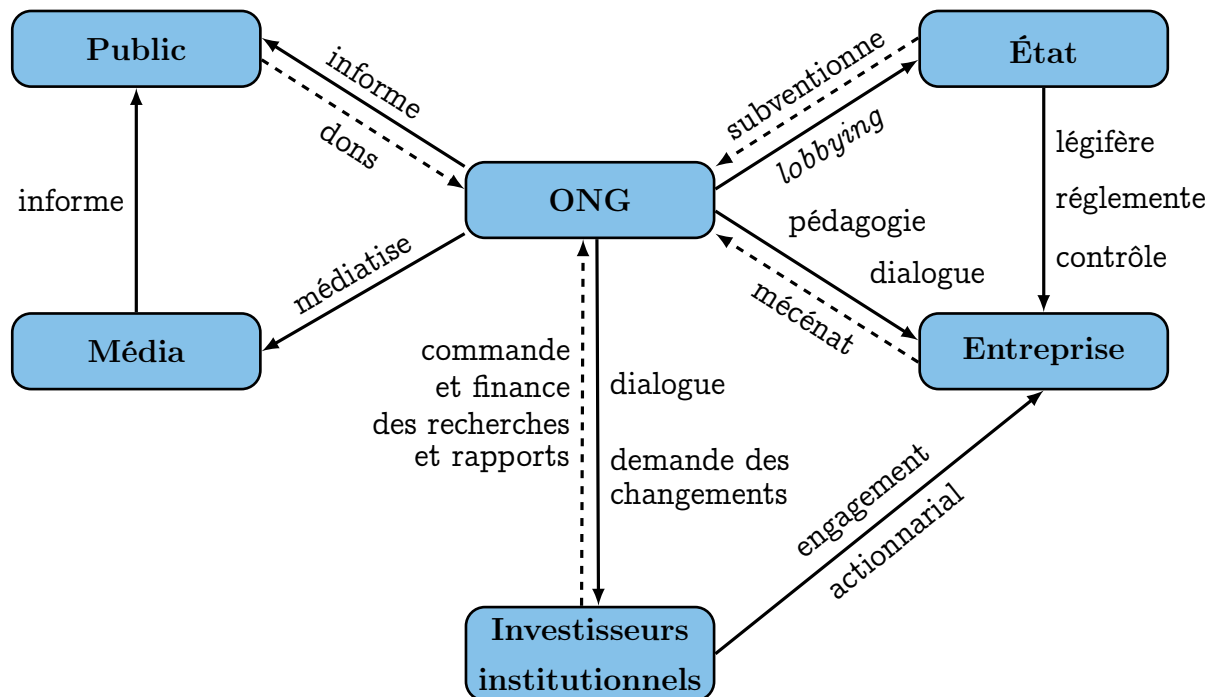 Public
État
informe
dons
subventionne
lobbying
ONG
légifère
réglemente
contrôle
informe
médiatise
pédagogie
dialogue
mécénat
Média
Entreprise
commande
et finance
des recherches
et rapports
dialogue
demande des
changements
engagement
actionnarial
Investisseurs
institutionnels